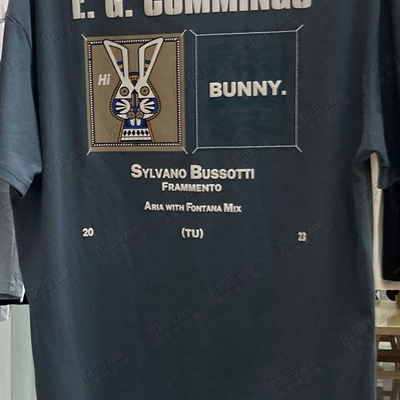 E. G. CUMMINGS
Hi
BUNNY.
SYLVANO BUSSOTTI
FRAMMENTO
ARIA WITH FONTANA MIX
20 (TU) 23